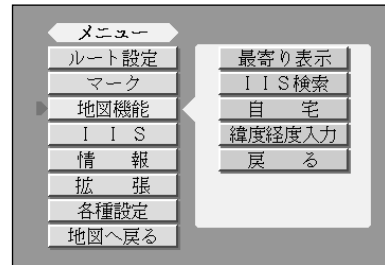 メニュー
ルート設定
マーク
地図機能
ＩＩＳ
情　報
拡　張
各種設定
地図へ戻る
最寄り表示
ＩＩＳ検索
自　宅
緯度経度入力
戻　る